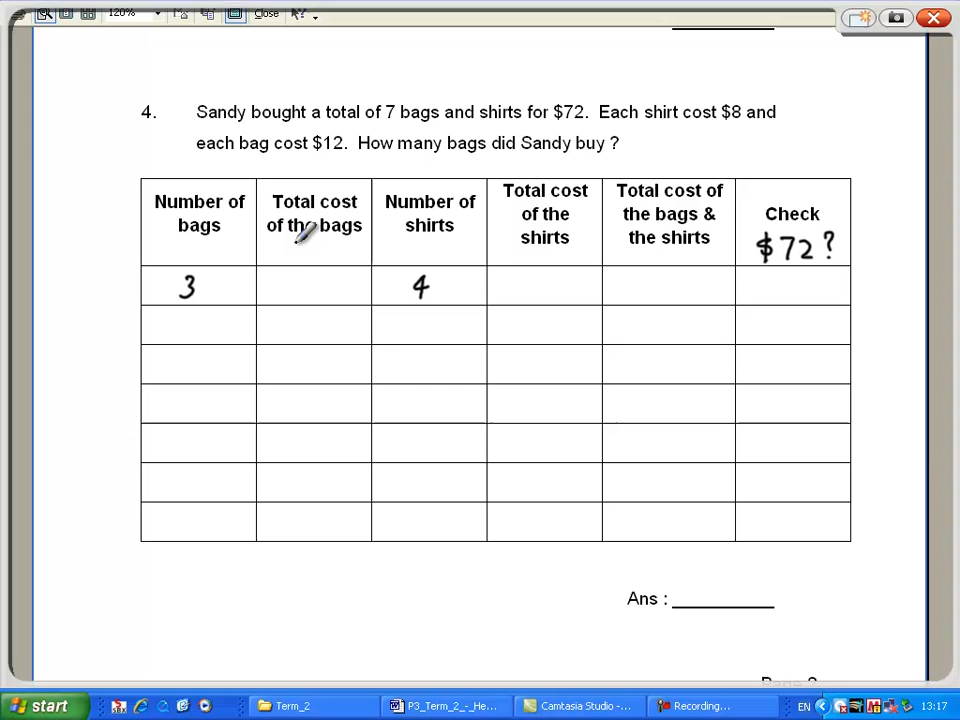 120% Close
4. Sandy bought a total of 7 bags and shirts for $72. Each shirt cost $8 and
each bag cost $12. How many bags did Sandy buy ?
Number of bags
Total cost of the bags
Number of shirts
Total cost of the shirts
Total cost of the bags & the shirts
Check $72?
3 4
Ans :
start Term_2 P3_Term_2_-_He... Camtasia Studio -... Recording... EN 13:17